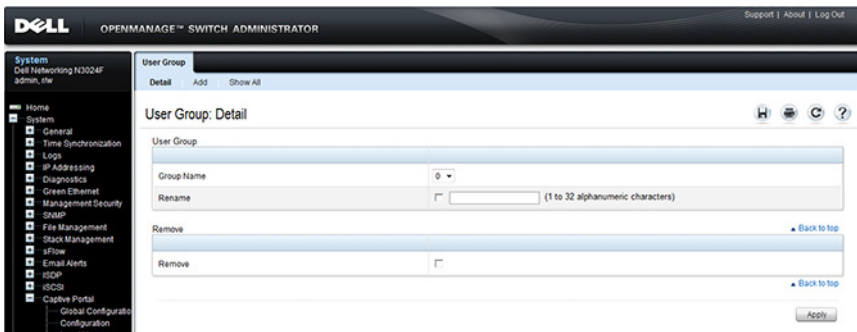 Support | About | Log Out
DELL OPENMANAGE™ SWITCH ADMINISTRATOR
System
Dell Networking N3024F
admin, r/w
Home
System
General
Time Synchronization
Logs
IP Addressing
Diagnostics
Green Ethernet
Management Security
SNMP
File Management
Stack Management
sFlow
Email Alerts
ISDP
iSCSI
Captive Portal
Global Configuratio
Configuration
User Group
Detail Add Show All
User Group: Detail
?
User Group
Group Name 0
Rename (1 to 32 alphanumeric characters)
Remove Back to top
Remove
Back to top
Apply